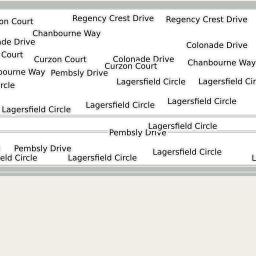 on Court
Regency Crest Drive
Regency Crest Drive
Chanbourne Way
ade Drive
Colonade Drive
Court
Curzon Court
Colonade Drive
Curzon Court
Chanbourne Way
bourne Way
Pembsly Drive
Lagersfield Circle
Lagersfield Cir
rcle
Lagersfield Circle
Lagersfield Circle
Lagersfield Circle
Lagersfield Circle
Pembsly Drive
Pembsly Drive
Lagersfield Circle
eld Circle
Lagersfield Circle
L